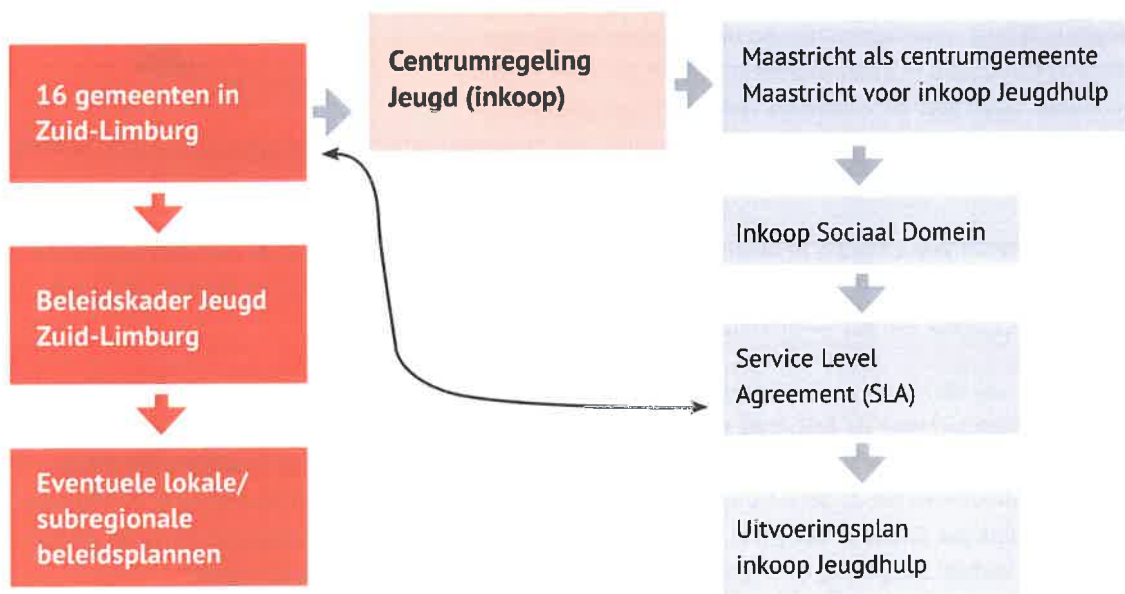 16 gemeenten in
Zuid-Limburg
Centrumregeling
Jeugd (inkoop)
Maastricht als centrumgemeente
Maastricht voor inkoop Jeugdhulp
Inkoop Sociaal Domein
Beleidskader Jeugd
Zuid-Limburg
Service Level
Agreement (SLA)
Eventuele lokale/
subregionale
beleidsplannen
Uitvoeringsplan
inkoop Jeugdhulp